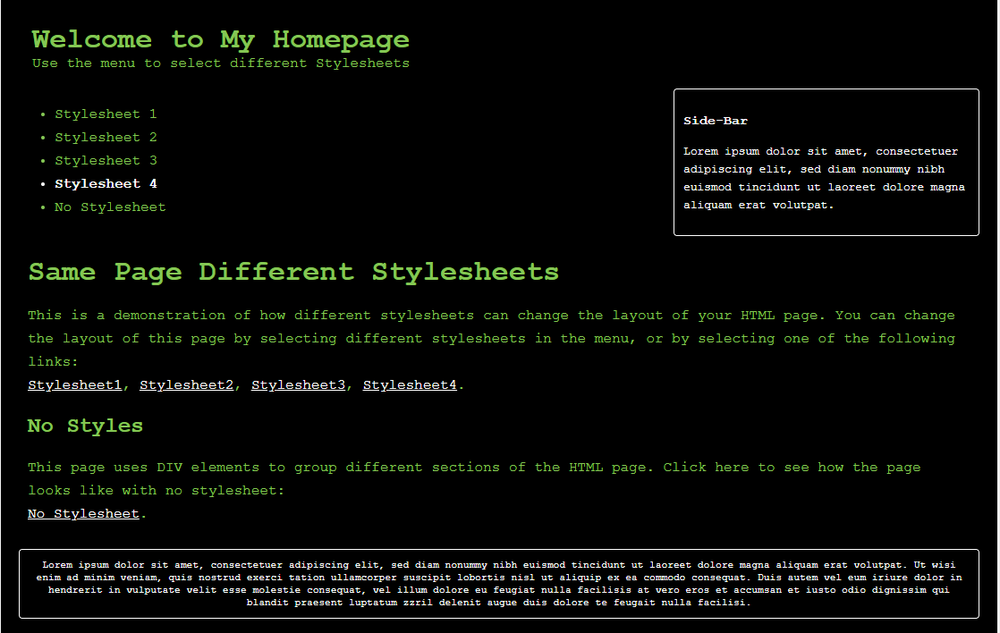 Welcome to My Homepage
Use the menu to select different Stylesheets
Stylesheet 1
Stylesheet 2
Stylesheet 3
Stylesheet 4
No Stylesheet
Side-Bar
Lorem ipsum dolor sit amet, consectetuer
adipiscing elit, sed diam nonummy nibh
euismod tincidunt ut laoreet dolore magna
aliquam erat volutpat.
Same Page Different Stylesheets
This is a demonstration of how different stylesheets can change the layout of your HTML page. You can change
the layout of this page by selecting different stylesheets in the menu, or by selecting one of the following
links:
Stylesheet1, Stylesheet2, Stylesheet3, Stylesheet4.
No Styles
This page uses DIV elements to group different sections of the HTML page. Click here to see how the page
looks like with no stylesheet:
No Stylesheet.
Lorem ipsum dolor sit amet, consectetuer adipiscing elit, sed diam nonummy nibh euismod tincidunt ut laoreet dolore magna aliquam erat volutpat. Ut wisi
enim ad minim veniam, quis nostrud exerci tation ullamcorper suscipit lobortis nisl ut aliquip ex ea commodo consequat. Duis autem vel eum iriure dolor in
hendrerit in vulputate velit esse molestie consequat, vel illum dolore eu feugiat nulla facilisis at vero eros et accumsan et iusto odio dignissim qui
blandit praesent luptatum zzril delenit augue duis dolore te feugait nulla facilisi.